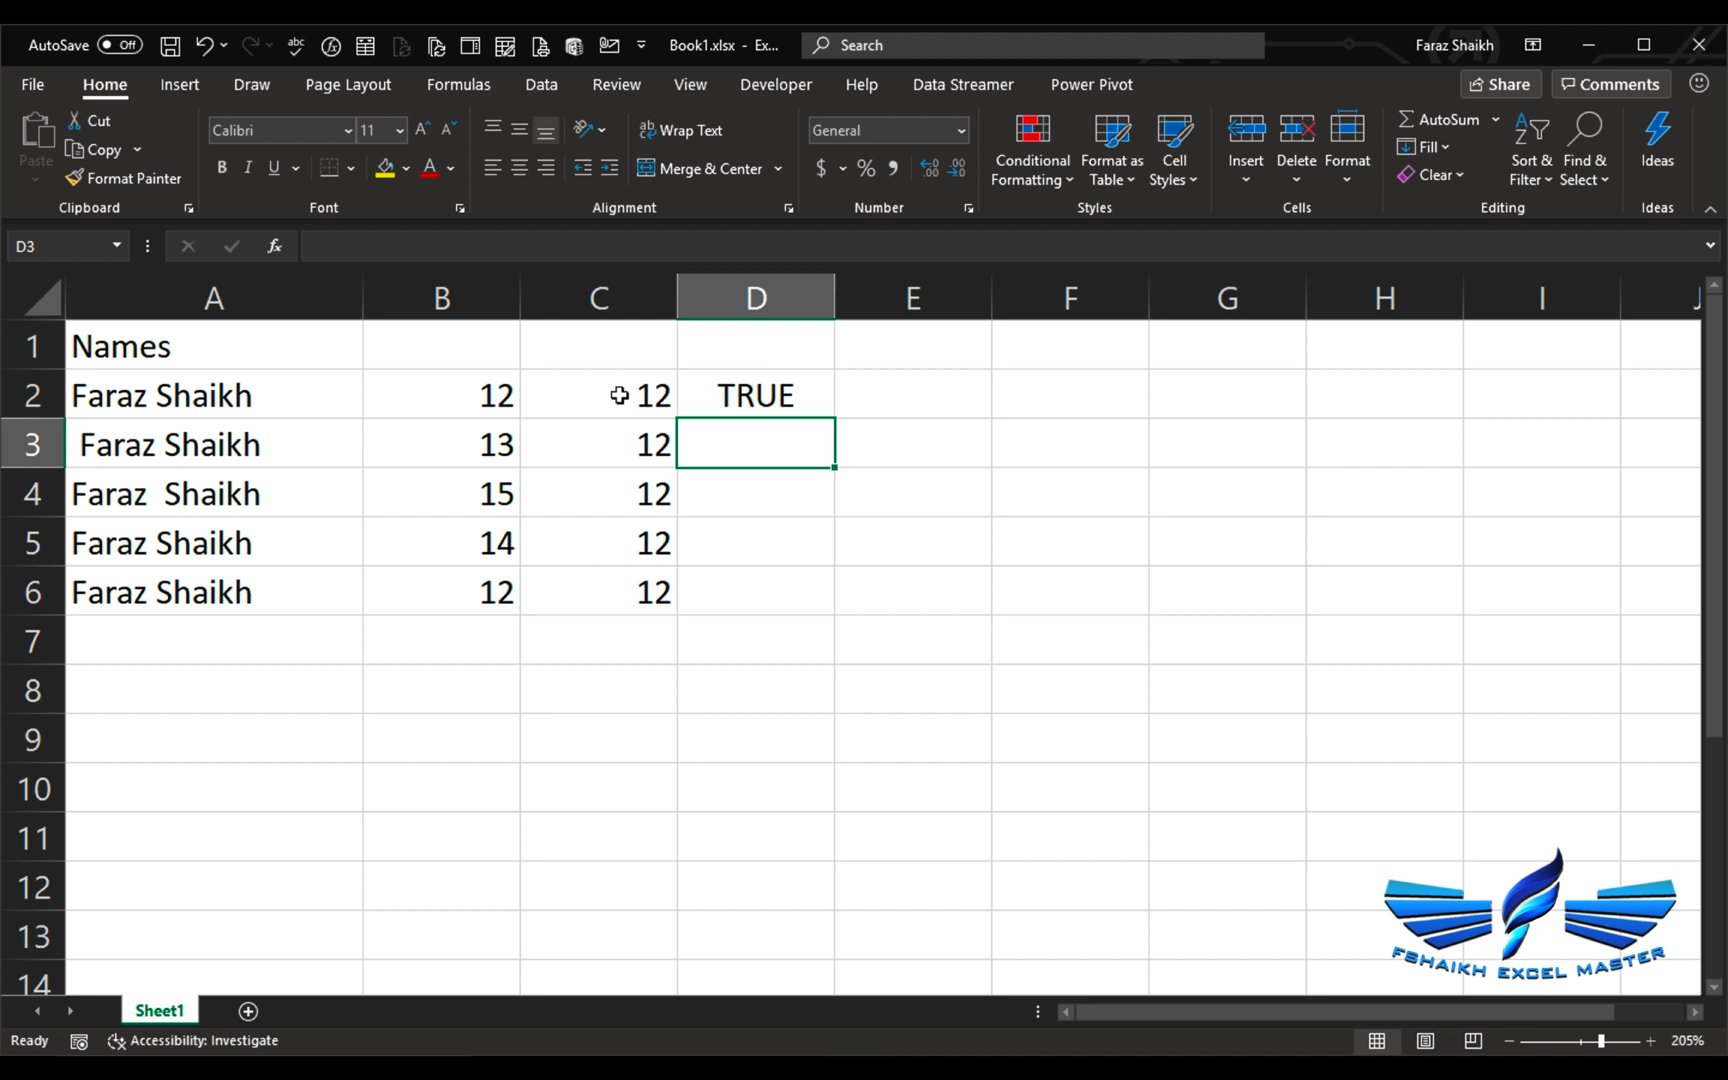 AutoSave Off Book1.xlsx - Ex... Search Faraz Shaikh
File Home Insert Draw Page Layout Formulas Data Review View Developer Help Data Streamer Power Pivot Share Comments
Paste Cut Copy Format Painter Clipboard
Calibri 11 B I U A Font
Wrap Text Merge & Center Alignment
General $ % Number
Conditional Formatting Format as Table Cell Styles Styles
Insert Delete Format Cells
AutoSum Fill Clear Sort & Filter Find & Select Editing
Ideas Ideas
D3 fx
A B C D E F G H I J
1 Names
2 Faraz Shaikh 12 12 TRUE
3 Faraz Shaikh 13 12
4 Faraz  Shaikh 15 12
5 Faraz Shaikh 14 12
6 Faraz Shaikh 12 12
7
8
9
10
11
12
13
14
FSHAIKH EXCEL MASTER
Sheet1
Ready Accessibility: Investigate 205%